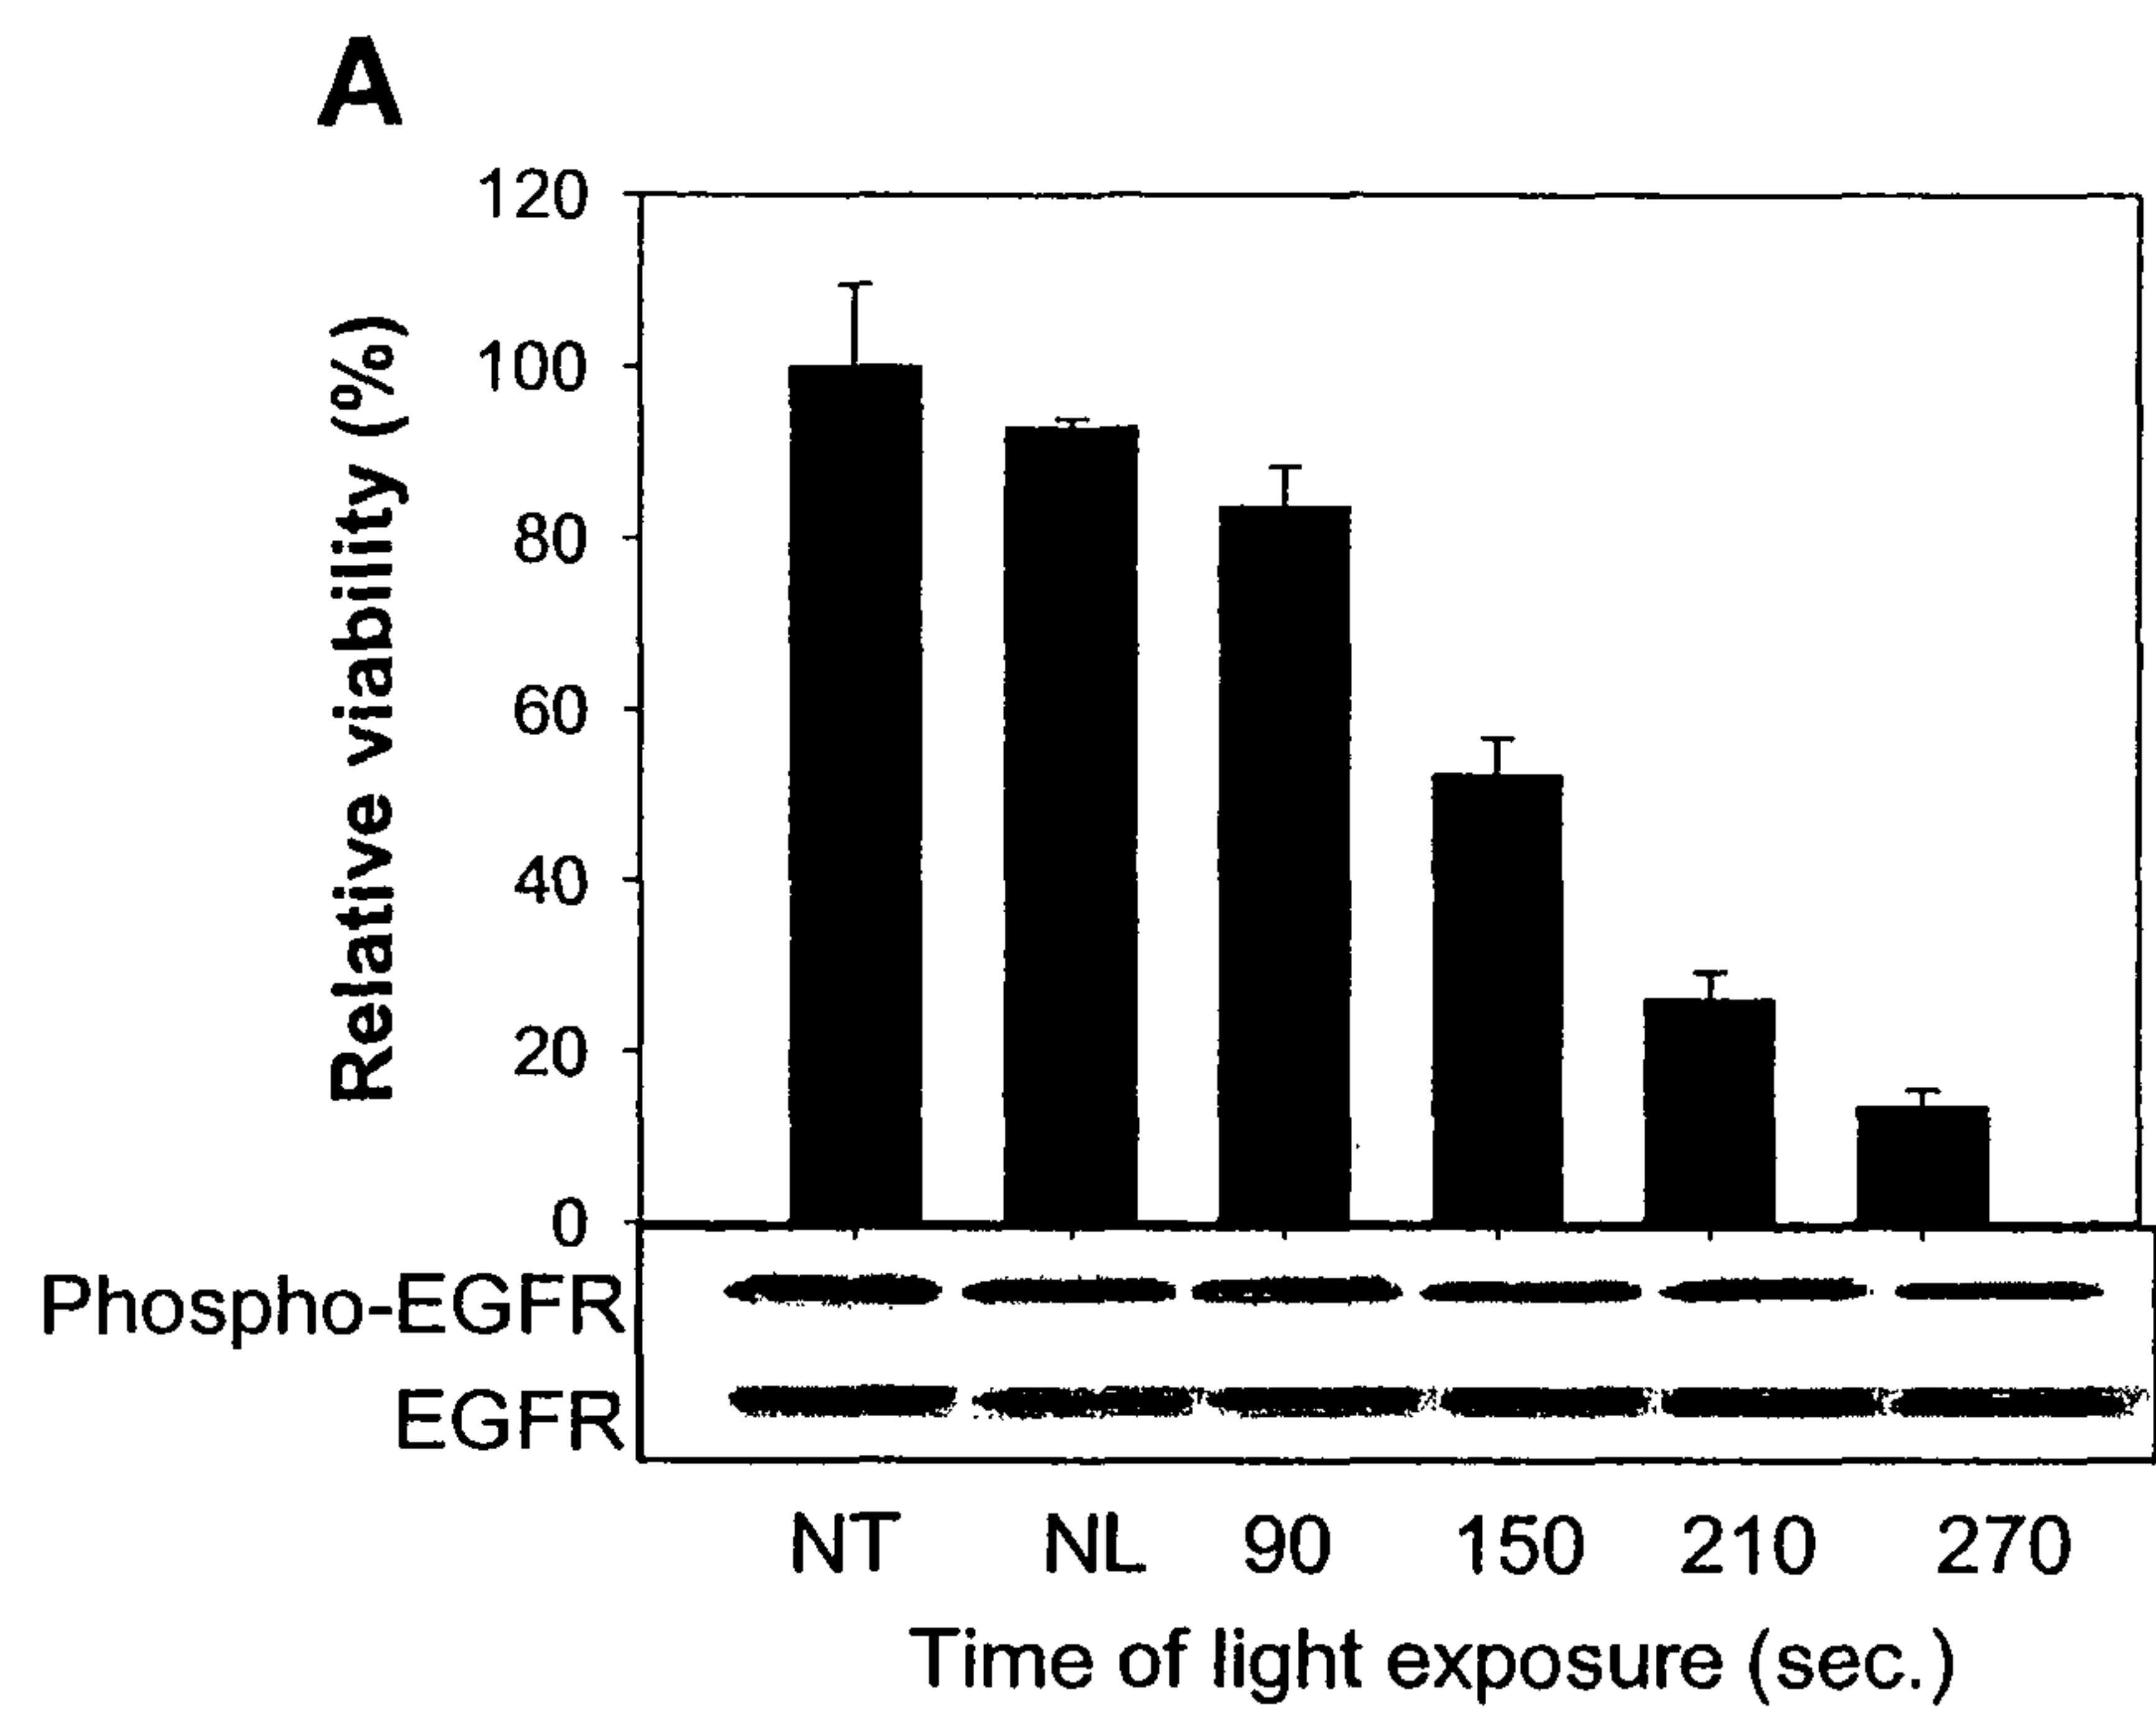 A
120
100
80
60
40
20
0
Relative viability (%)
Phospho-EGFR
EGFR
NT NL 90 150 210 270
Time of light exposure (sec.)